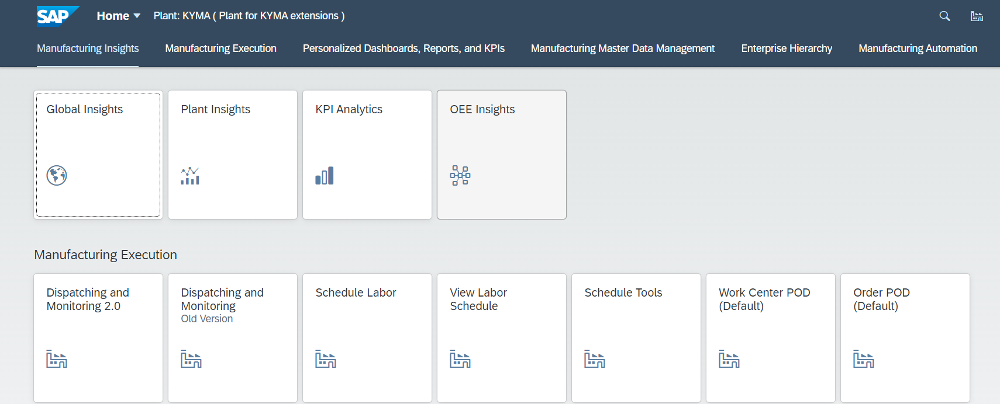 SAP Home Plant: KYMA ( Plant for KYMA extensions )
Manufacturing Insights Manufacturing Execution Personalized Dashboards, Reports, and KPIs Manufacturing Master Data Management Enterprise Hierarchy Manufacturing Automation
Global Insights
Plant Insights
KPI Analytics
OEE Insights
Manufacturing Execution
Dispatching and
Monitoring 2.0
Dispatching and
Monitoring
Old Version
Schedule Labor
View Labor
Schedule
Schedule Tools
Work Center POD
(Default)
Order POD
(Default)